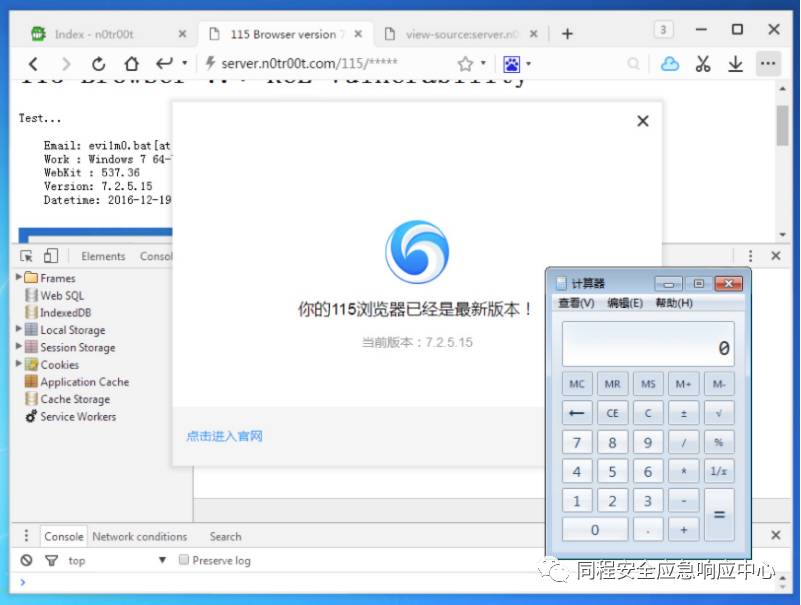 Index - n0tr00t
115 Browser version 7
view-source:server.n0
3
server.n0tr00t.com/115/*****
115 Browser 7.* RCE Vulnerability
Test...
Email: evi1m0.bat[at
Work : Windows 7 64-
WebKit : 537.36
Version: 7.2.5.15
Datetime: 2016-12-19
你的115浏览器已经是最新版本！
当前版本：7.2.5.15
点击进入官网
Elements Consol
Frames
Web SQL
IndexedDB
Local Storage
Session Storage
Cookies
Application Cache
Cache Storage
Service Workers
计算器
查看(V) 编辑(E) 帮助(H)
0
MC MR MS M+ M-
← CE C ± √
7 8 9 / %
4 5 6 * 1/x
1 2 3 - =
0 . +
Console Network conditions Search
top Preserve log
同程安全应急响应中心